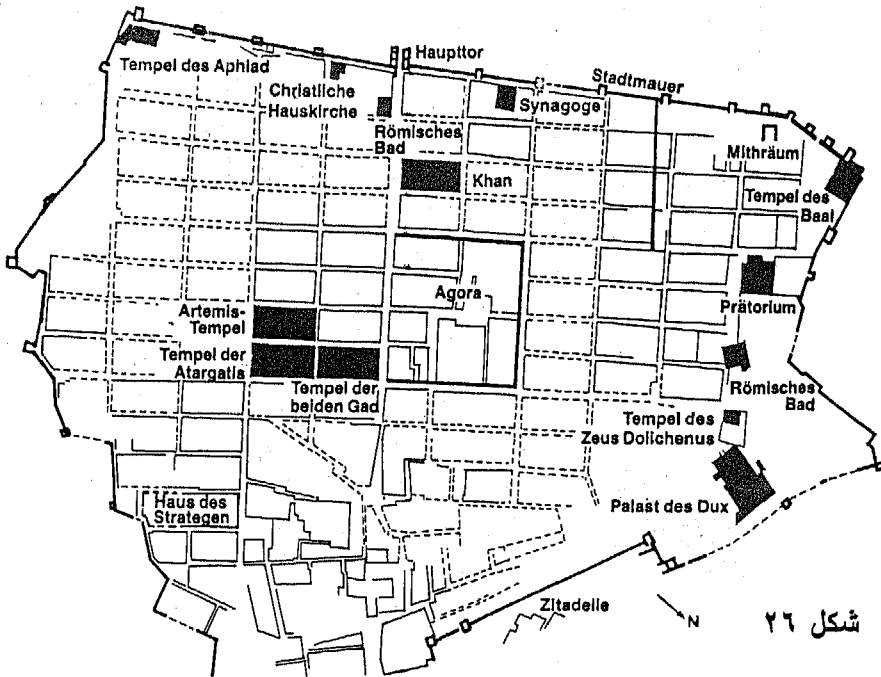 Haupttor
Tempel des Aphlad
Stadtmauer
Christliche
Hauskirche
Synagoge
Römisches
Bad
Mithräum
Khan
Tempel des
Baal
Agora
Artemis-
Tempel
Prätorium
Tempel der
Atargatis
Tempel der
beiden Gad
Römisches
Bad
Tempel des
Zeus Dolichenus
Haus des
Strategen
Palast des Dux
Zitadelle
N
شكل ٢٦